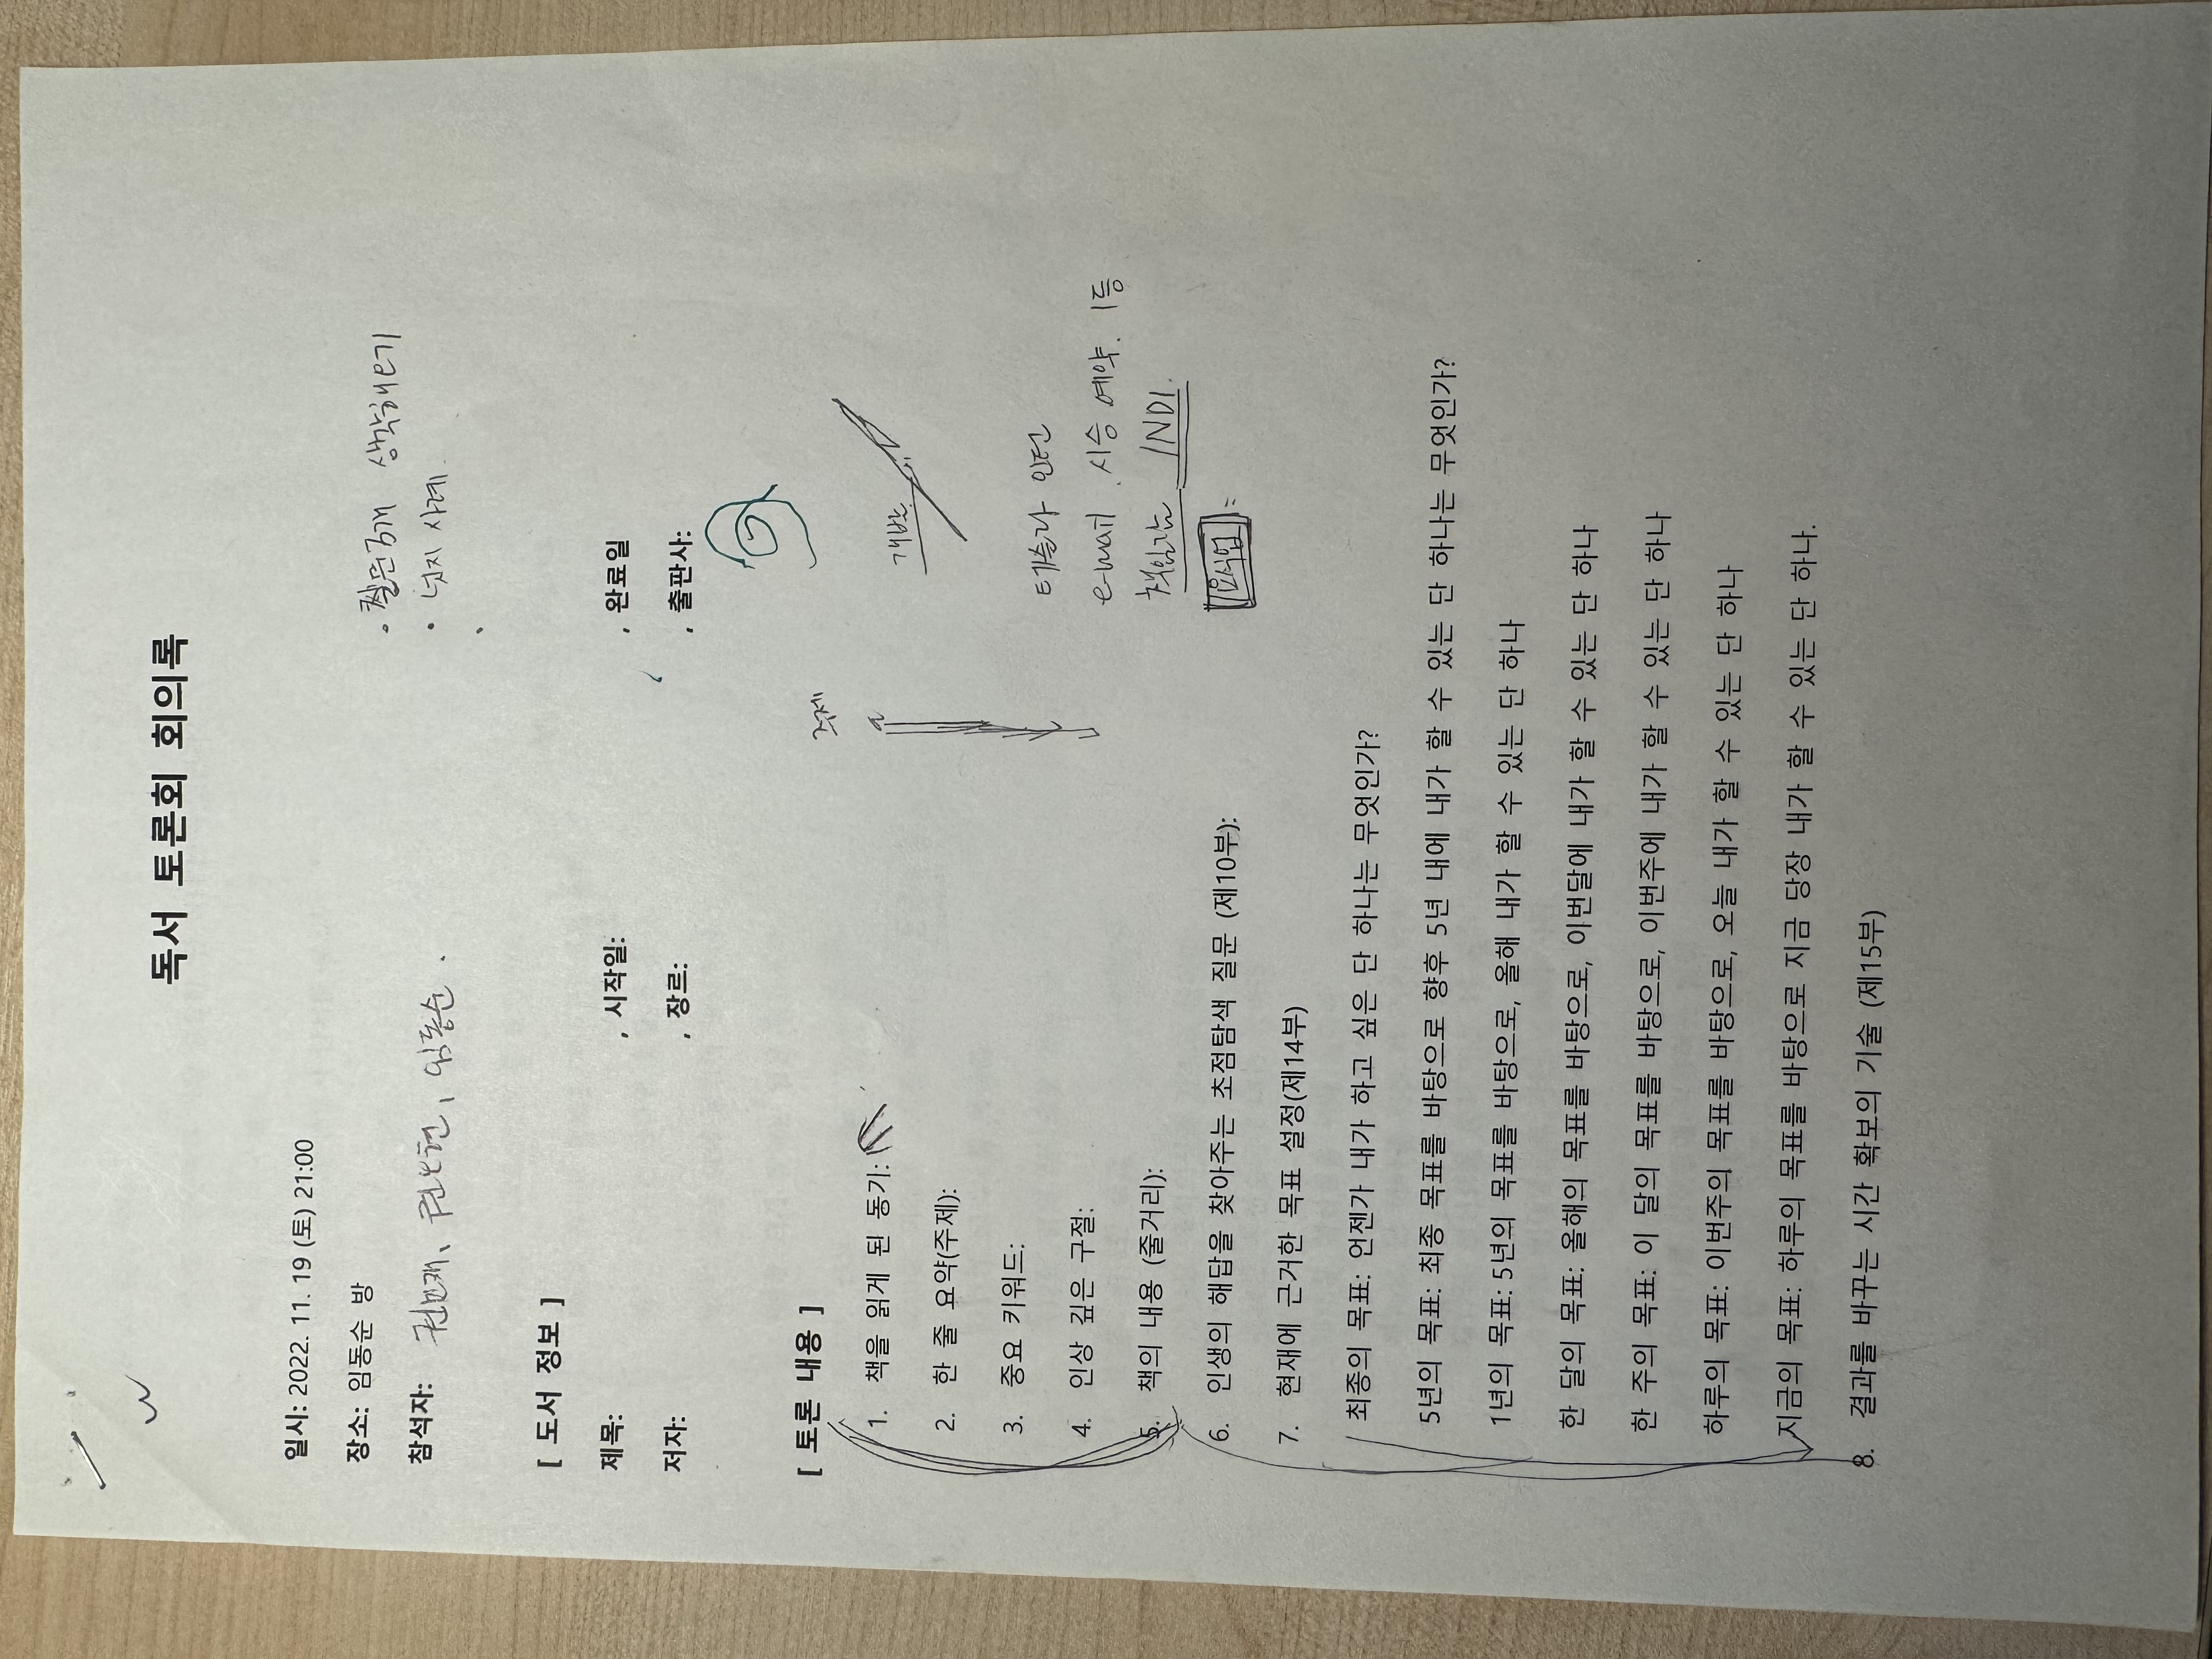 독서 토론회 회의록
일시: 2022. 11. 19 (토) 21:00
장소: 임동순 방
· 질문 3개 생각해오기
참석자: 임동순.
· 넛지 사례.
[ 도서 정보 ]
제목: , 시작일: , 완료일
저자: , 장르: , 출판사:
[ 토론 내용 ]
주제
1. 책을 읽게 된 동기:
개발
2. 한 줄 요약(주제):
3. 중요 키워드:
테슬라 인턴
4. 인상 깊은 구절:
e-mail . 시승 예약. 1등
5. 책의 내용 (줄거리):
책임감 INDI.
6. 인생의 해답을 찾아주는 초점탐색 질문 (제10부):
요식업 :
7. 현재에 근거한 목표 설정(제14부)
최종의 목표: 언젠가 내가 하고 싶은 단 하나는 무엇인가?
5년의 목표: 최종 목표를 바탕으로 향후 5년 내에 내가 할 수 있는 단 하나는 무엇인가?
1년의 목표: 5년의 목표를 바탕으로, 올해 내가 할 수 있는 단 하나
한 달의 목표: 올해의 목표를 바탕으로, 이번달에 내가 할 수 있는 단 하나
한 주의 목표: 이 달의 목표를 바탕으로, 이번주에 내가 할 수 있는 단 하나
하루의 목표: 이번주의 목표를 바탕으로, 오늘 내가 할 수 있는 단 하나
지금의 목표: 하루의 목표를 바탕으로 지금 당장 내가 할 수 있는 단 하나.
8. 결과를 바꾸는 시간 확보의 기술 (제15부)